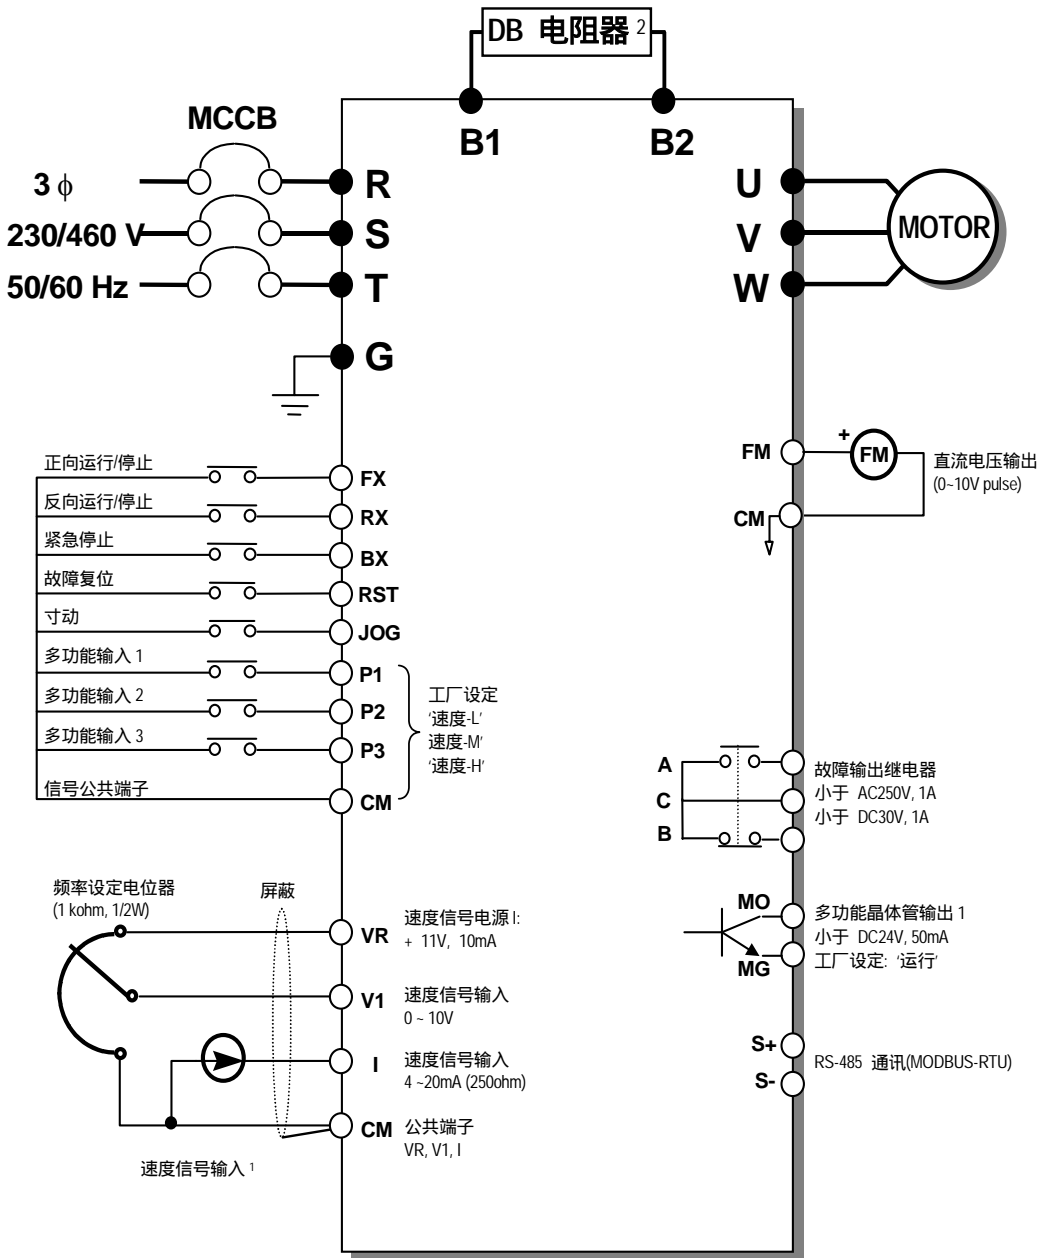 DB 电阻器 2
B1
B2
MCCB
3 ϕ
230/460 V
50/60 Hz
R
S
T
G
U
V
W
MOTOR
正向运行/停止
反向运行/停止
紧急停止
故障复位
寸动
多功能输入 1
多功能输入 2
多功能输入 3
信号公共端子
FX
RX
BX
RST
JOG
P1
P2
P3
CM
工厂设定
‘速度-L’
速度-M’
‘速度-H’
FM
+
FM
CM
直流电压输出
(0~10V pulse)
A
C
B
故障输出继电器
小于 AC250V, 1A
小于 DC30V, 1A
MO
MG
多功能晶体管输出 1
小于 DC24V, 50mA
工厂设定: ‘运行’
S+
S-
RS-485 通讯(MODBUS-RTU)
频率设定电位器
(1 kohm, 1/2W)
屏蔽
VR
速度信号电源 I:
+ 11V, 10mA
V1
速度信号输入
0 ~ 10V
I
速度信号输入
4 ~20mA (250ohm)
CM
公共端子
VR, V1, I
速度信号输入 1